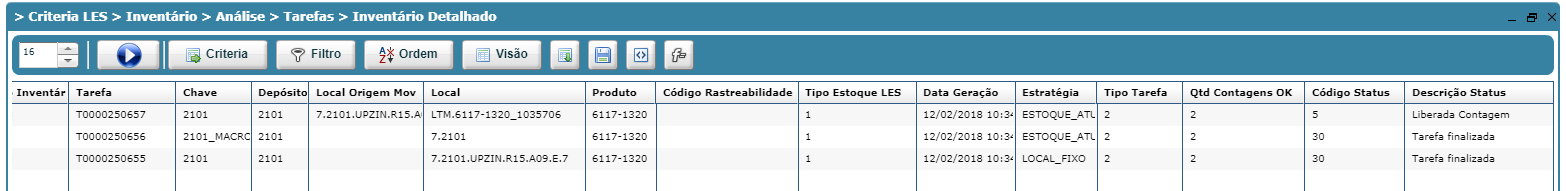 > Criteria LES > Inventário > Análise > Tarefas > Inventário Detalhado
16 Criteria Filtro Ordem Visão
Inventár Tarefa Chave Depósito Local Origem Mov Local Produto Código Rastreabilidade Tipo Estoque LES Data Geração Estratégia Tipo Tarefa Qtd Contagens OK Código Status Descrição Status
T0000250657 2101 2101 7.2101.UPZIN.R15.A LTM.6117-1320_1035706 6117-1320 1 12/02/2018 10:34 ESTOQUE_ATU 2 2 5 Liberada Contagem
T0000250656 2101_MACRO 2101 7.2101 6117-1320 1 12/02/2018 10:34 ESTOQUE_ATU 2 2 30 Tarefa finalizada
T0000250655 2101 2101 7.2101.UPZIN.R15.A09.E.7 6117-1320 1 12/02/2018 10:34 LOCAL_FIXO 2 2 30 Tarefa finalizada